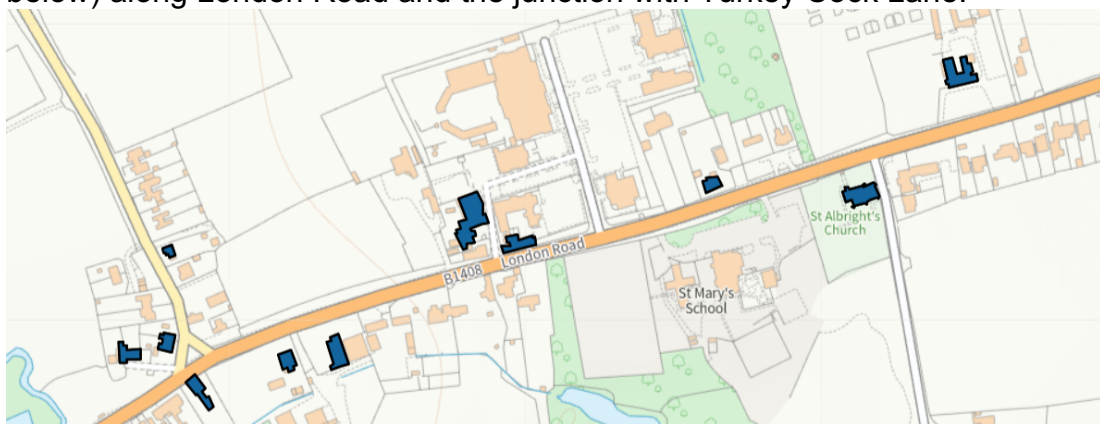 below) along London Road and the junction with Turkey Cock Lane.
St Albright's
Church
London Road
B1408
St Mary's
School